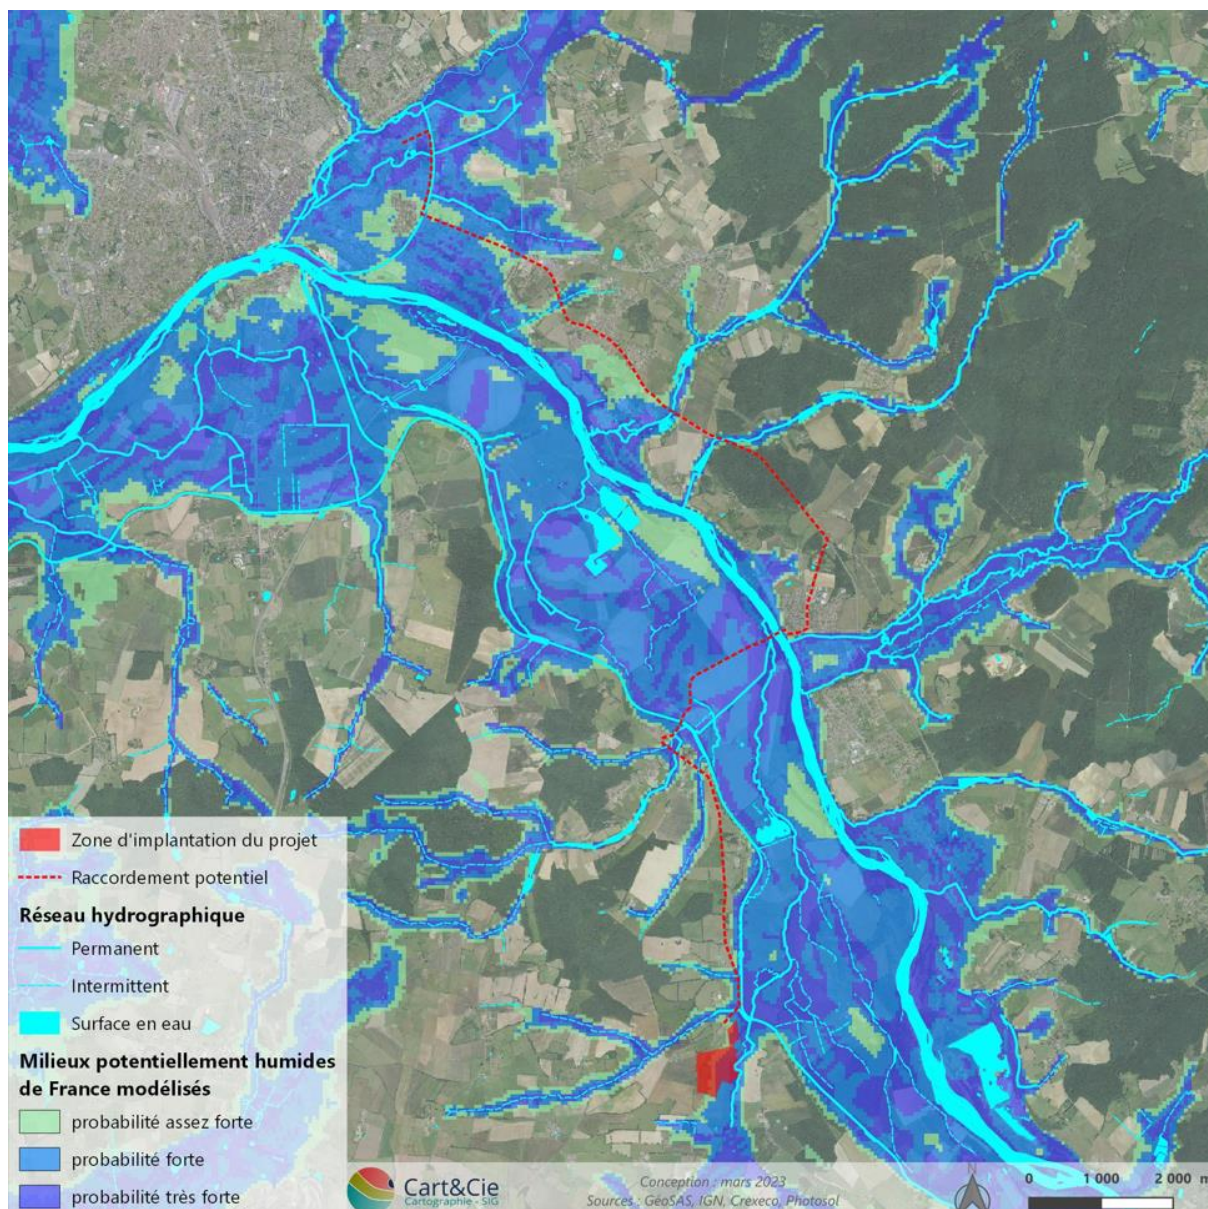 Zone d'implantation du projet
Raccordement potentiel
Réseau hydrographique
Permanent
Intermittent
Surface en eau
Milieux potentiellement humides
de France modélisés
probabilité assez forte
probabilité forte
probabilité très forte
Cart&Cie
Cartographie - SIG
Conception : mars 2023
Sources : GéoSAS, IGN, Crexeco, Photosol
N
0 1 000 2 000 m